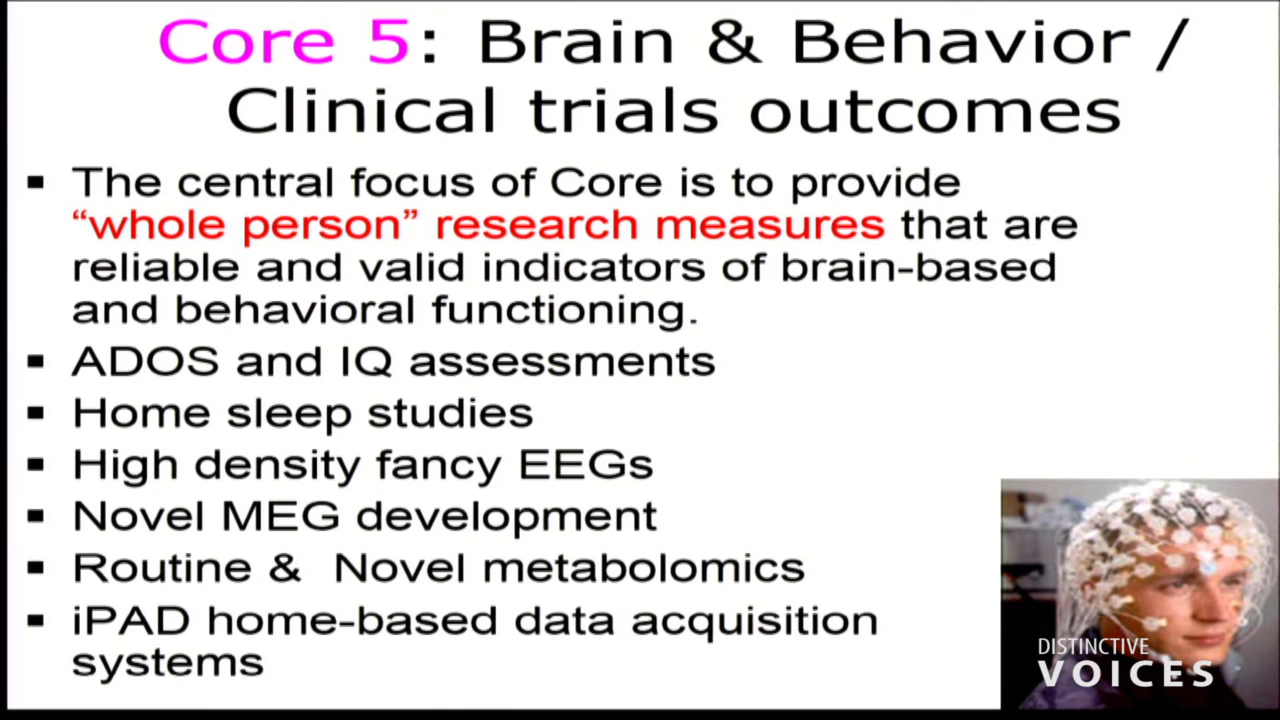 Core 5: Brain & Behavior /
Clinical trials outcomes
▪ The central focus of Core is to provide
“whole person” research measures that are
reliable and valid indicators of brain-based
and behavioral functioning.
▪ ADOS and IQ assessments
▪ Home sleep studies
▪ High density fancy EEGs
▪ Novel MEG development
▪ Routine & Novel metabolomics
▪ iPAD home-based data acquisition
systems
DISTINCTIVE
VOICES